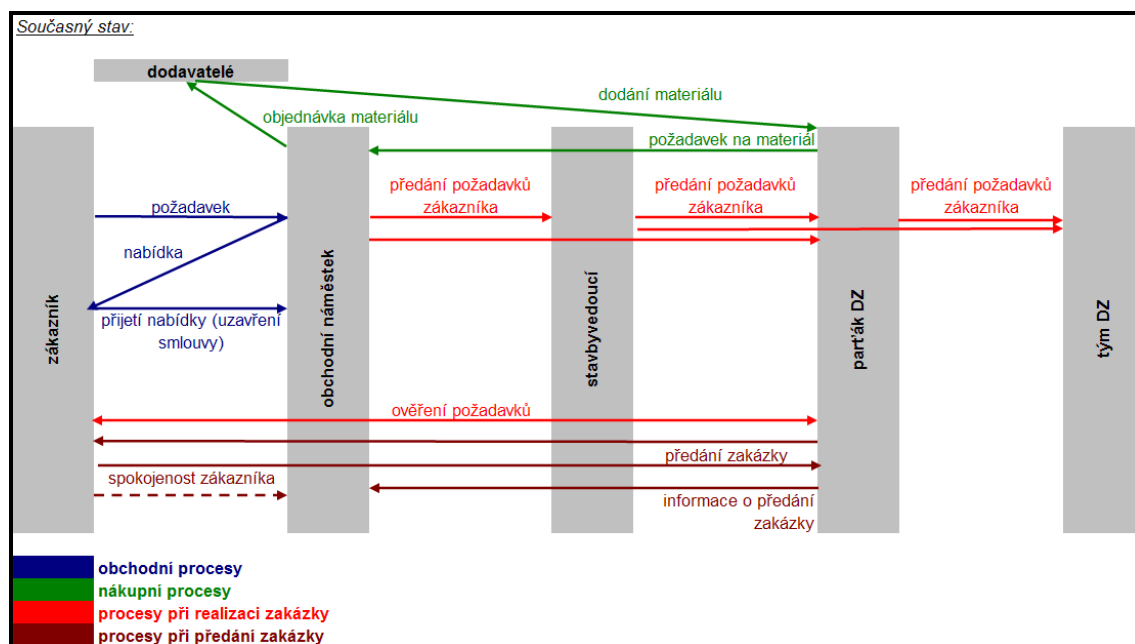 Současný stav:
dodavatelé
dodání materiálu
objednávka materiálu
požadavek na materiál
předání požadavků
zákazníka
předání požadavků
zákazníka
předání požadavků
zákazníka
požadavek
nabídka
přijetí nabídky (uzavření
smlouvy)
zákazník
obchodní náměstek
stavbyvedoucí
parťák DZ
tým DZ
ověření požadavků
předání zakázky
spokojenost zákazníka
informace o předání
zakázky
obchodní procesy
nákupní procesy
procesy při realizaci zakázky
procesy při předání zakázky